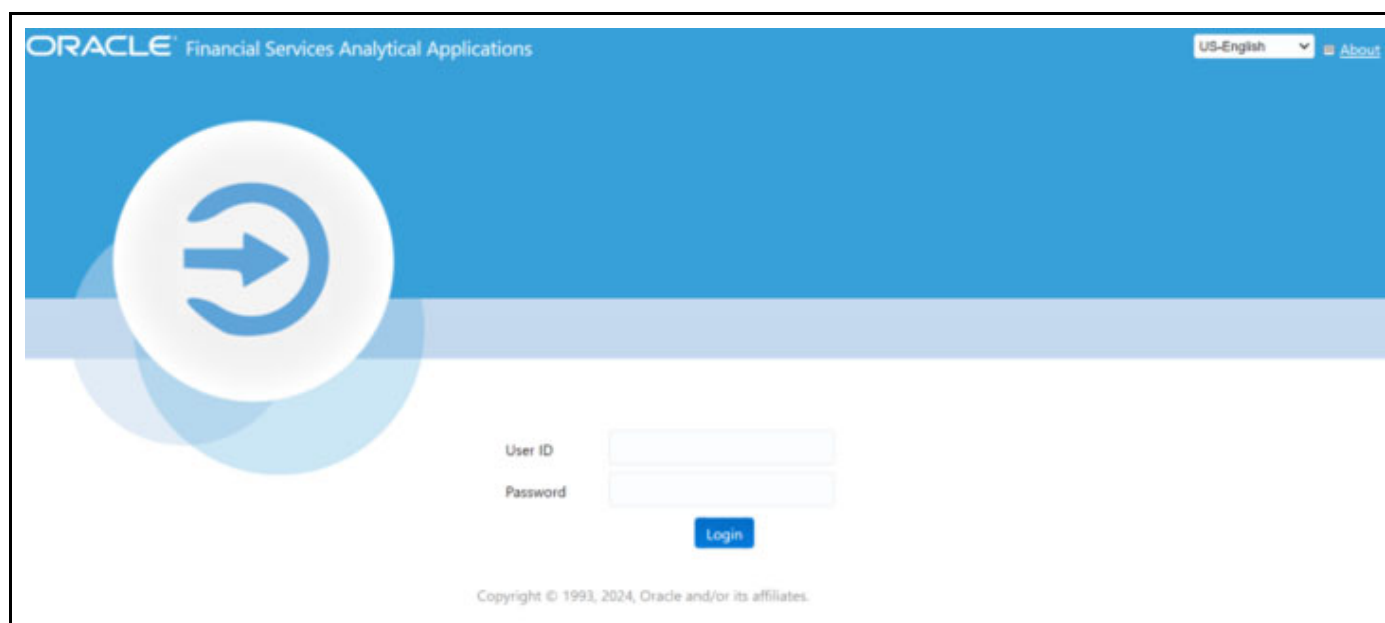 ORACLE Financial Services Analytical Applications
US-English About
User ID
Password
Login
Copyright © 1993, 2024, Oracle and/or its affiliates.